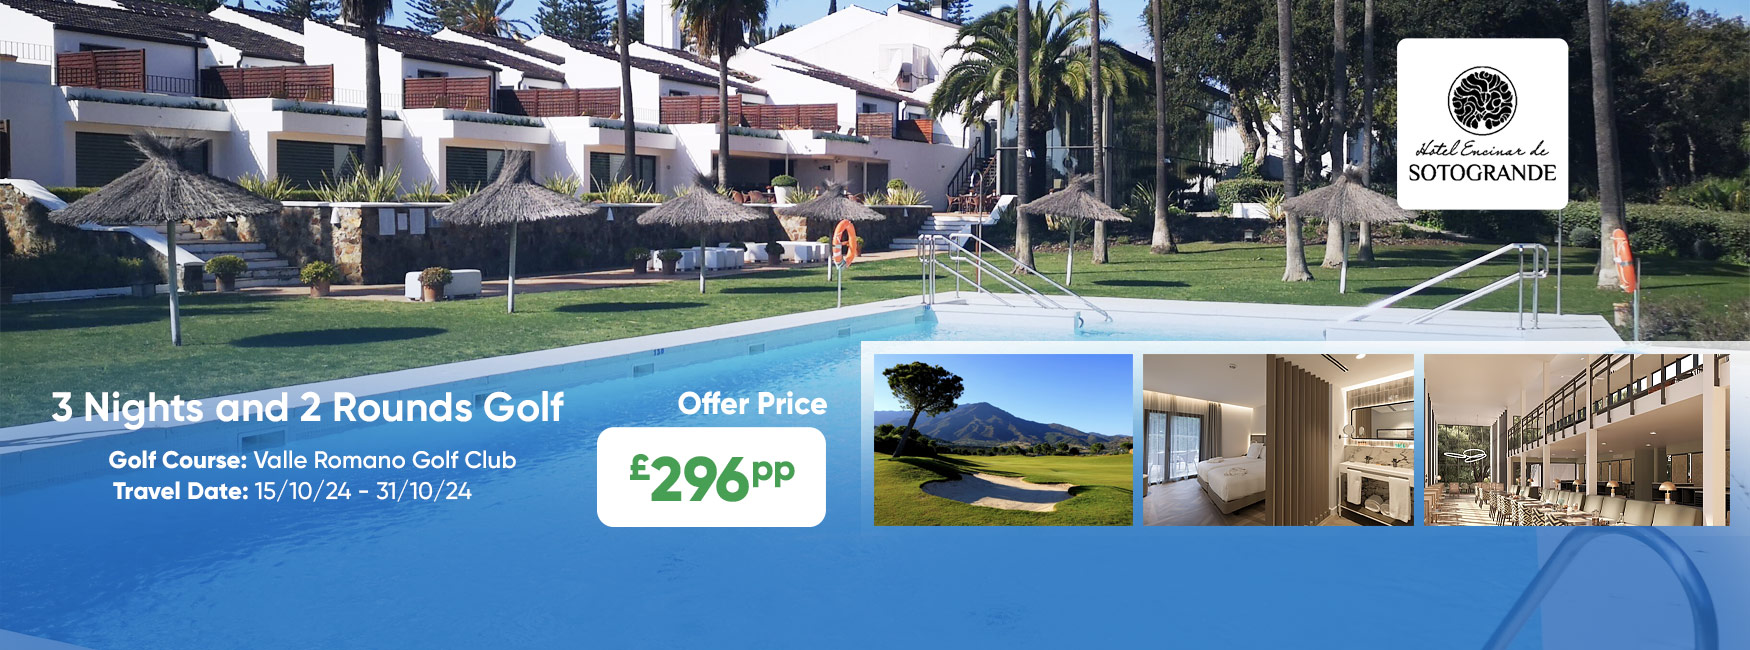 Hotel Encinar de
SOTOGRANDE
3 Nights and 2 Rounds Golf
Golf Course: Valle Romano Golf Club
Travel Date: 15/10/24 - 31/10/24
Offer Price
£296pp